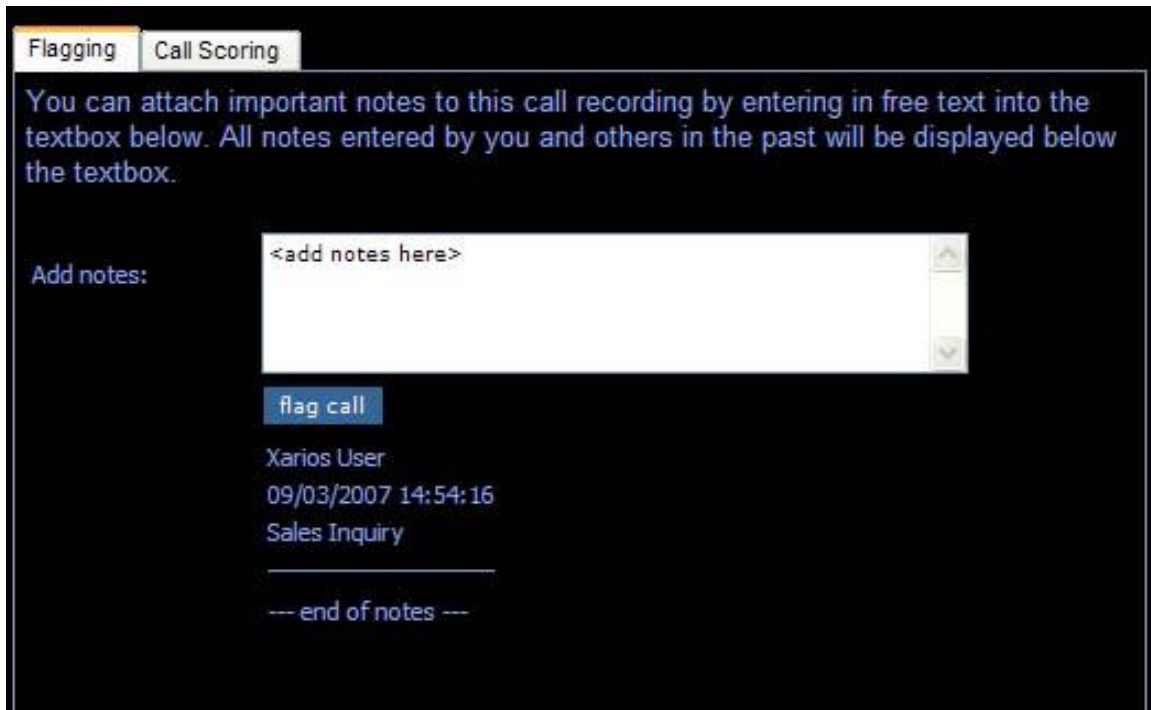 Flagging
Call Scoring
You can attach important notes to this call recording by entering in free text into the
textbox below. All notes entered by you and others in the past will be displayed below
the textbox.
Add notes:
<add notes here>
flag call
Xarios User
09/03/2007 14:54:16
Sales Inquiry
--- end of notes ---